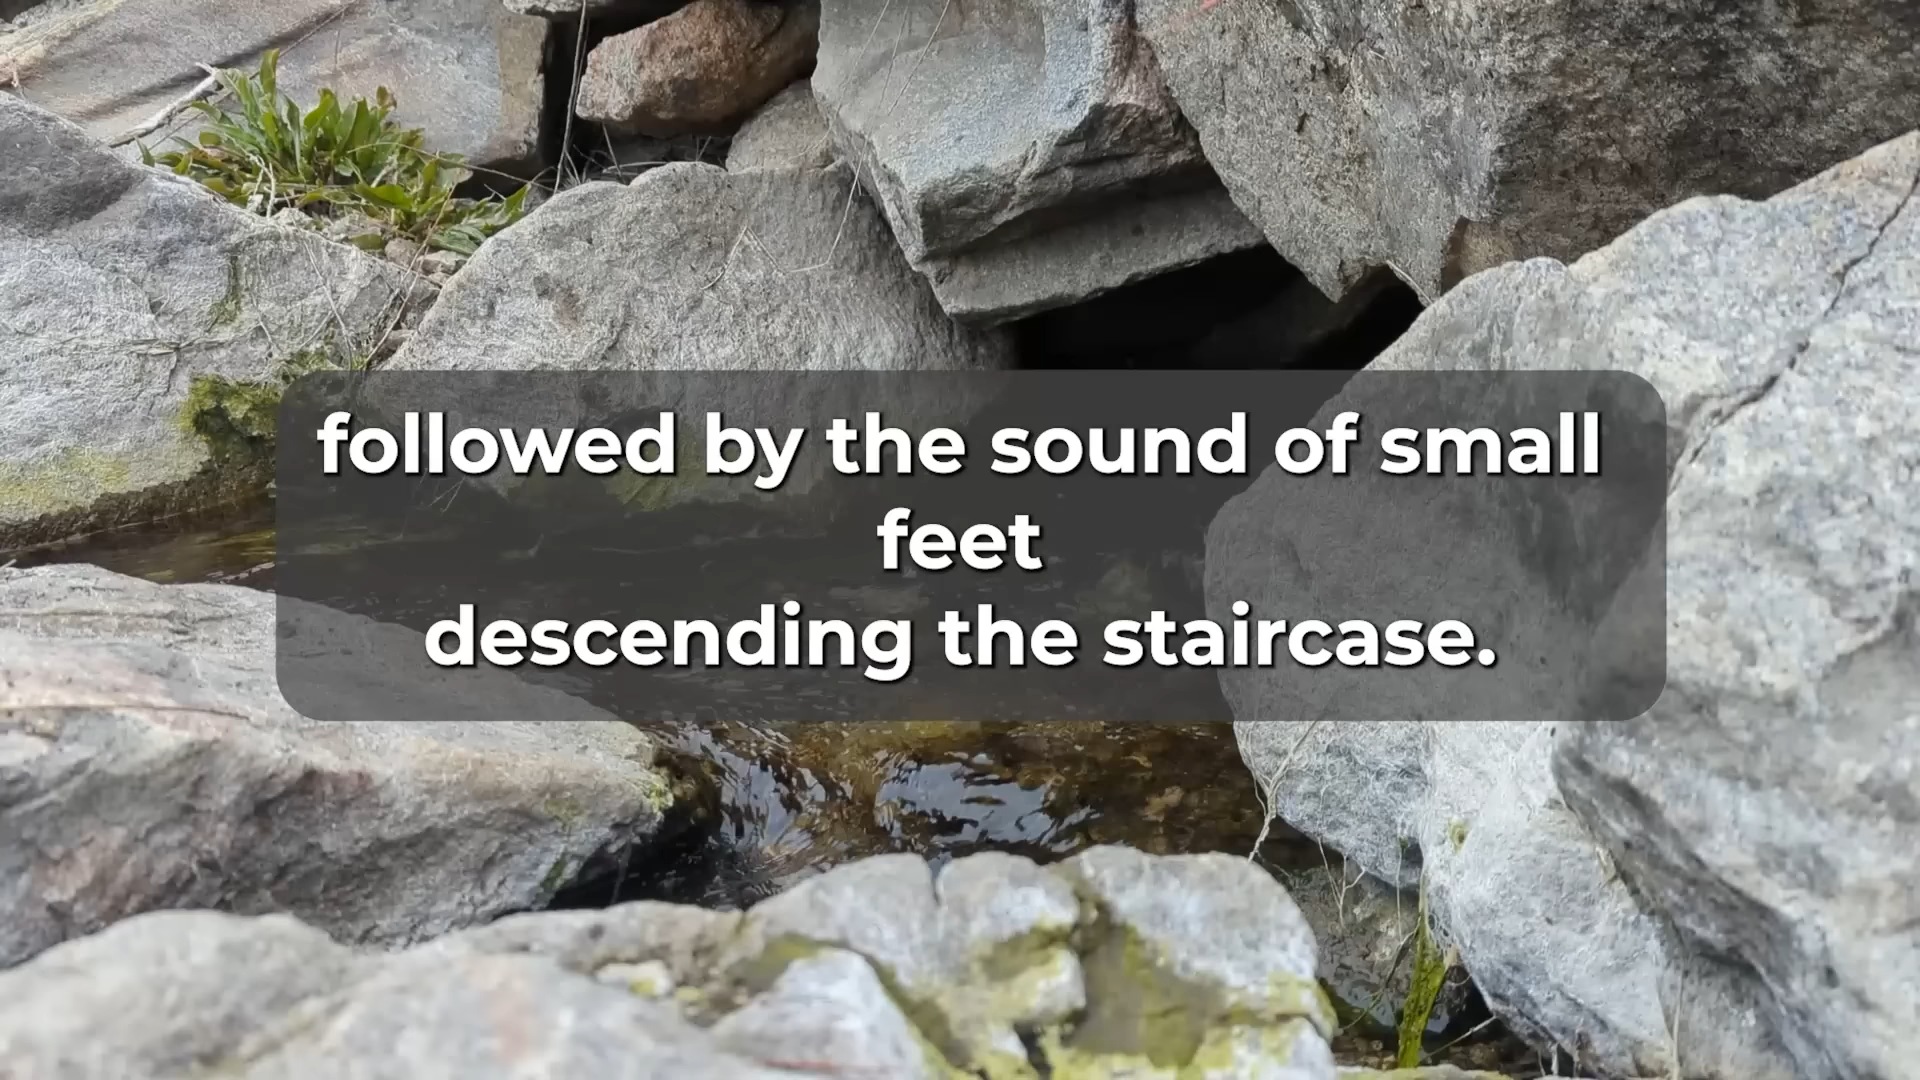 followed by the sound of small
feet
descending the staircase.